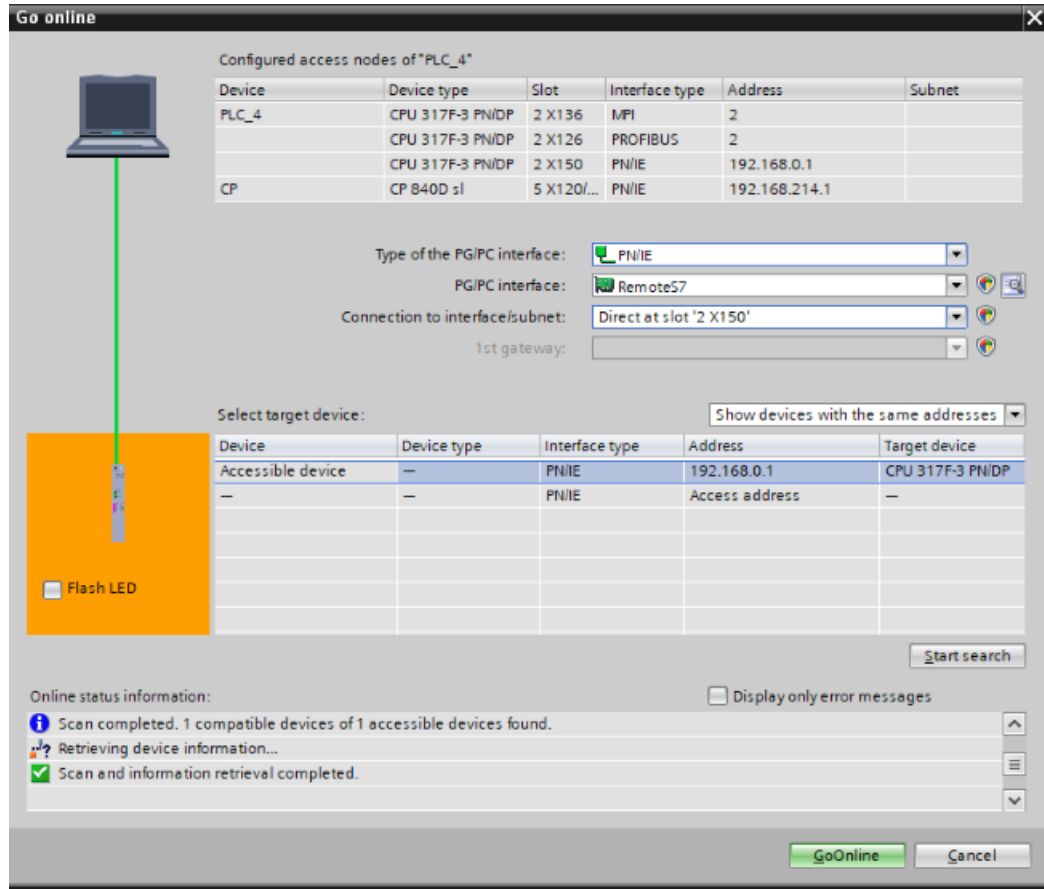 Go online
Configured access nodes of "PLC_4"
Device Device type Slot Interface type Address Subnet
PLC_4 CPU 317F-3 PN/DP 2 X136 MPI 2
CPU 317F-3 PN/DP 2 X126 PROFIBUS 2
CPU 317F-3 PN/DP 2 X150 PN/IE 192.168.0.1
CP CP 840D sl 5 X120/... PN/IE 192.168.214.1
Type of the PG/PC interface: PN/IE
PG/PC interface: RemoteS7
Connection to interface/subnet: Direct at slot '2 X150'
1st gateway:
Select target device: Show devices with the same addresses
Device Device type Interface type Address Target device
Accessible device — PN/IE 192.168.0.1 CPU 317F-3 PN/DP
— — PN/IE Access address —
Flash LED
Start search
Online status information: Display only error messages
Scan completed. 1 compatible devices of 1 accessible devices found.
Retrieving device information...
Scan and information retrieval completed.
GoOnline Cancel